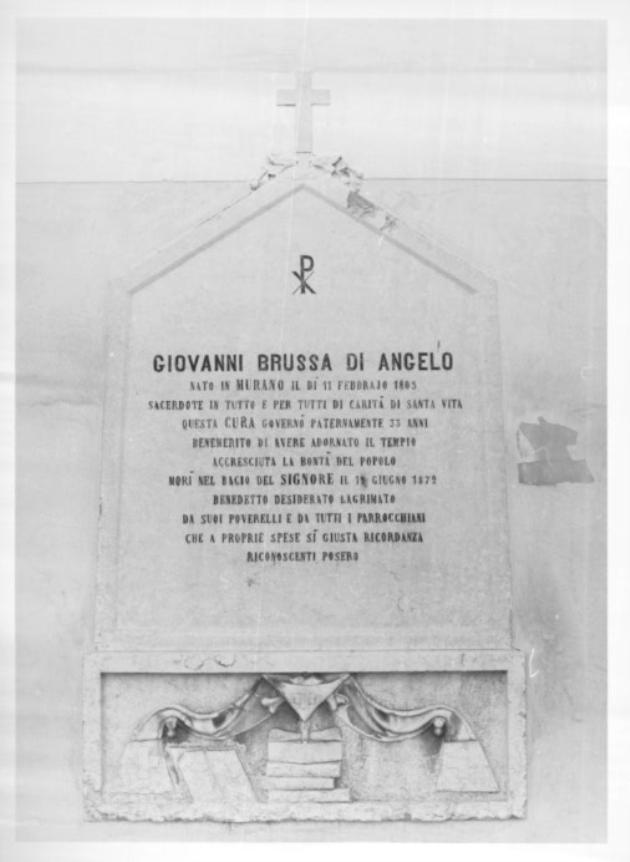 GIOVANNI BRUSSA DI ANGELO
NATO IN MURANO IL DÌ 11 FEBBRAJO 1805
SACERDOTE IN TUTTO E PER TUTTI DI CARITÀ DI SANTA VITA
QUESTA CURA GOVERNÒ PATERNAMENTE 33 ANNI
BENEMERITO DI AVERE ADORNATO IL TEMPIO
ACCRESCIUTA LA BONTÀ DEL POPOLO
MORÌ NEL BACIO DEL SIGNORE IL GIUGNO 1872
BENEDETTO DESIDERATO LAGRIMATO
DA SUOI POVERELLI E DA TUTTI I PARROCCHIANI
CHE A PROPRIE SPESE SÌ GIUSTA RICORDANZA
RICONOSCENTI POSERO